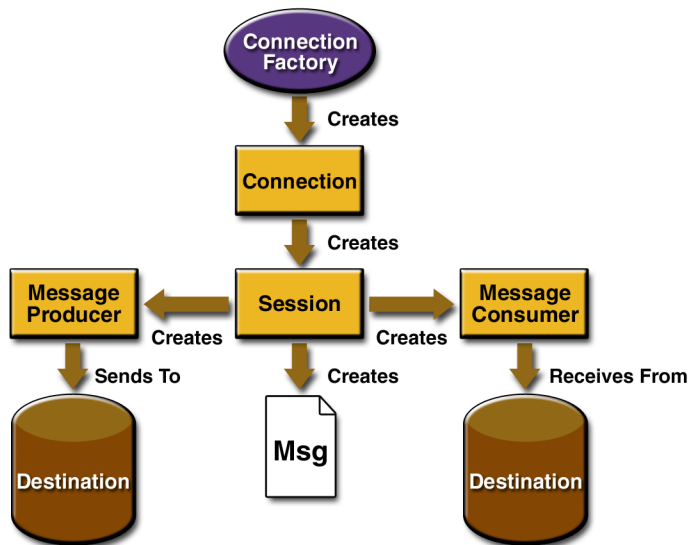 Connection
Factory
Creates
Connection
Creates
Message
Producer
Session
Message
Consumer
Creates
Creates
Sends To
Creates
Receives From
Destination
Msg
Destination